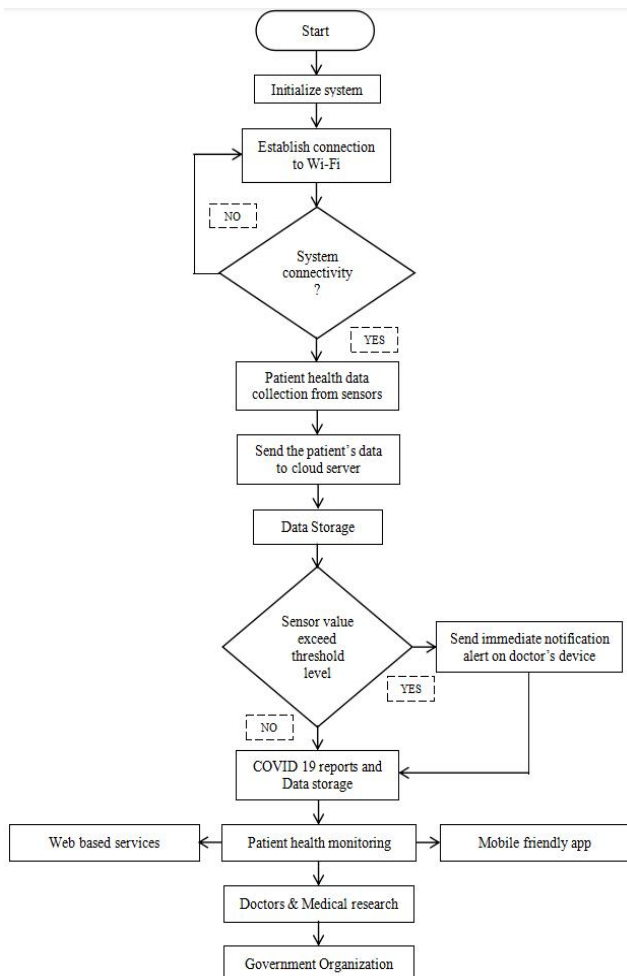 Start
Initialize system
Establish connection
to Wi-Fi
NO
System
connectivity
?
YES
Patient health data
collection from sensors
Send the patient’s data
to cloud server
Data Storage
Sensor value
exceed
threshold
level
Send immediate notification
alert on doctor’s device
YES
NO
COVID 19 reports and
Data storage
Web based services
Patient health monitoring
Mobile friendly app
Doctors & Medical research
Government Organization